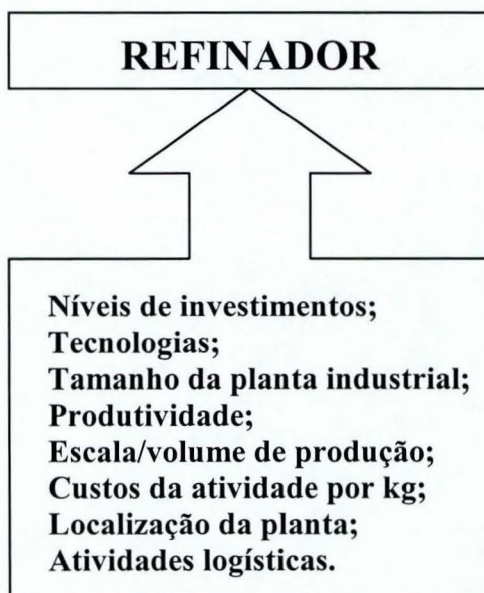 REFINADOR
Níveis de investimentos;
Tecnologias;
Tamanho da planta industrial;
Produtividade;
Escala/volume de produção;
Custos da atividade por kg;
Localização da planta;
Atividades logísticas.